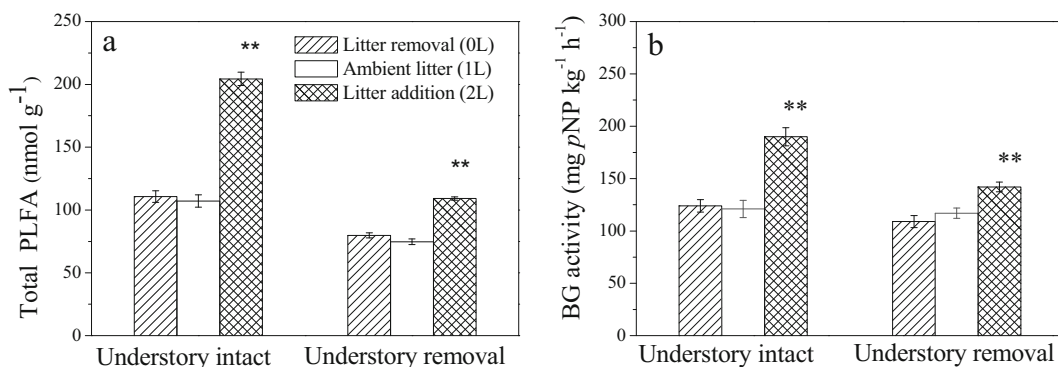 a
Total PLFA (nmol g⁻¹)
250
200
150
100
50
0
Litter removal (0L)
Ambient litter (1L)
Litter addition (2L)
**
**
Understory intact
Understory removal
b
BG activity (mg pNP kg⁻¹ h⁻¹)
300
250
200
150
100
50
0
**
**
Understory intact
Understory removal